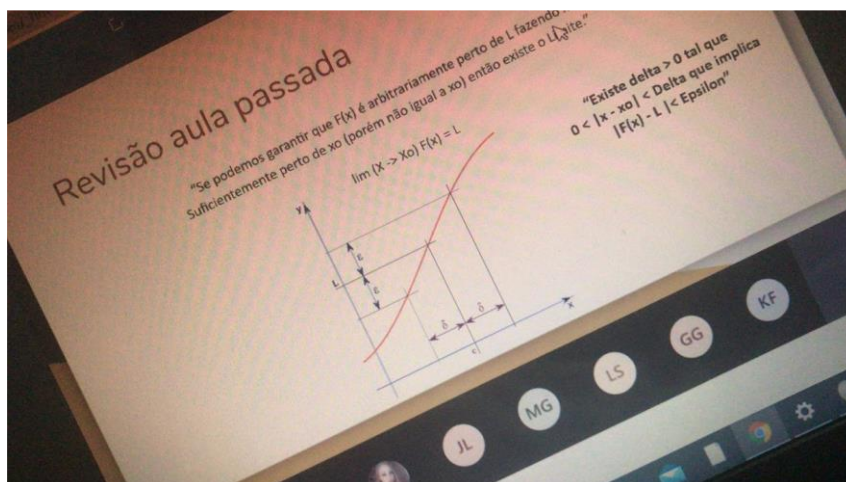 Revisão aula passada
"Se podemos garantir que F(x) é arbitrariamente perto de L fazendo
Suficientemente perto de xo (porém não igual a xo) então existe o Limite."
lim (X -> Xo) F(x) = L
"Existe delta > 0 tal que
0 < |x - xo| < Delta que implica
|F(x) - L |< Epsilon"
y
ε
L
ε
δ
δ
x
c
JL
MG
LS
GG
KF